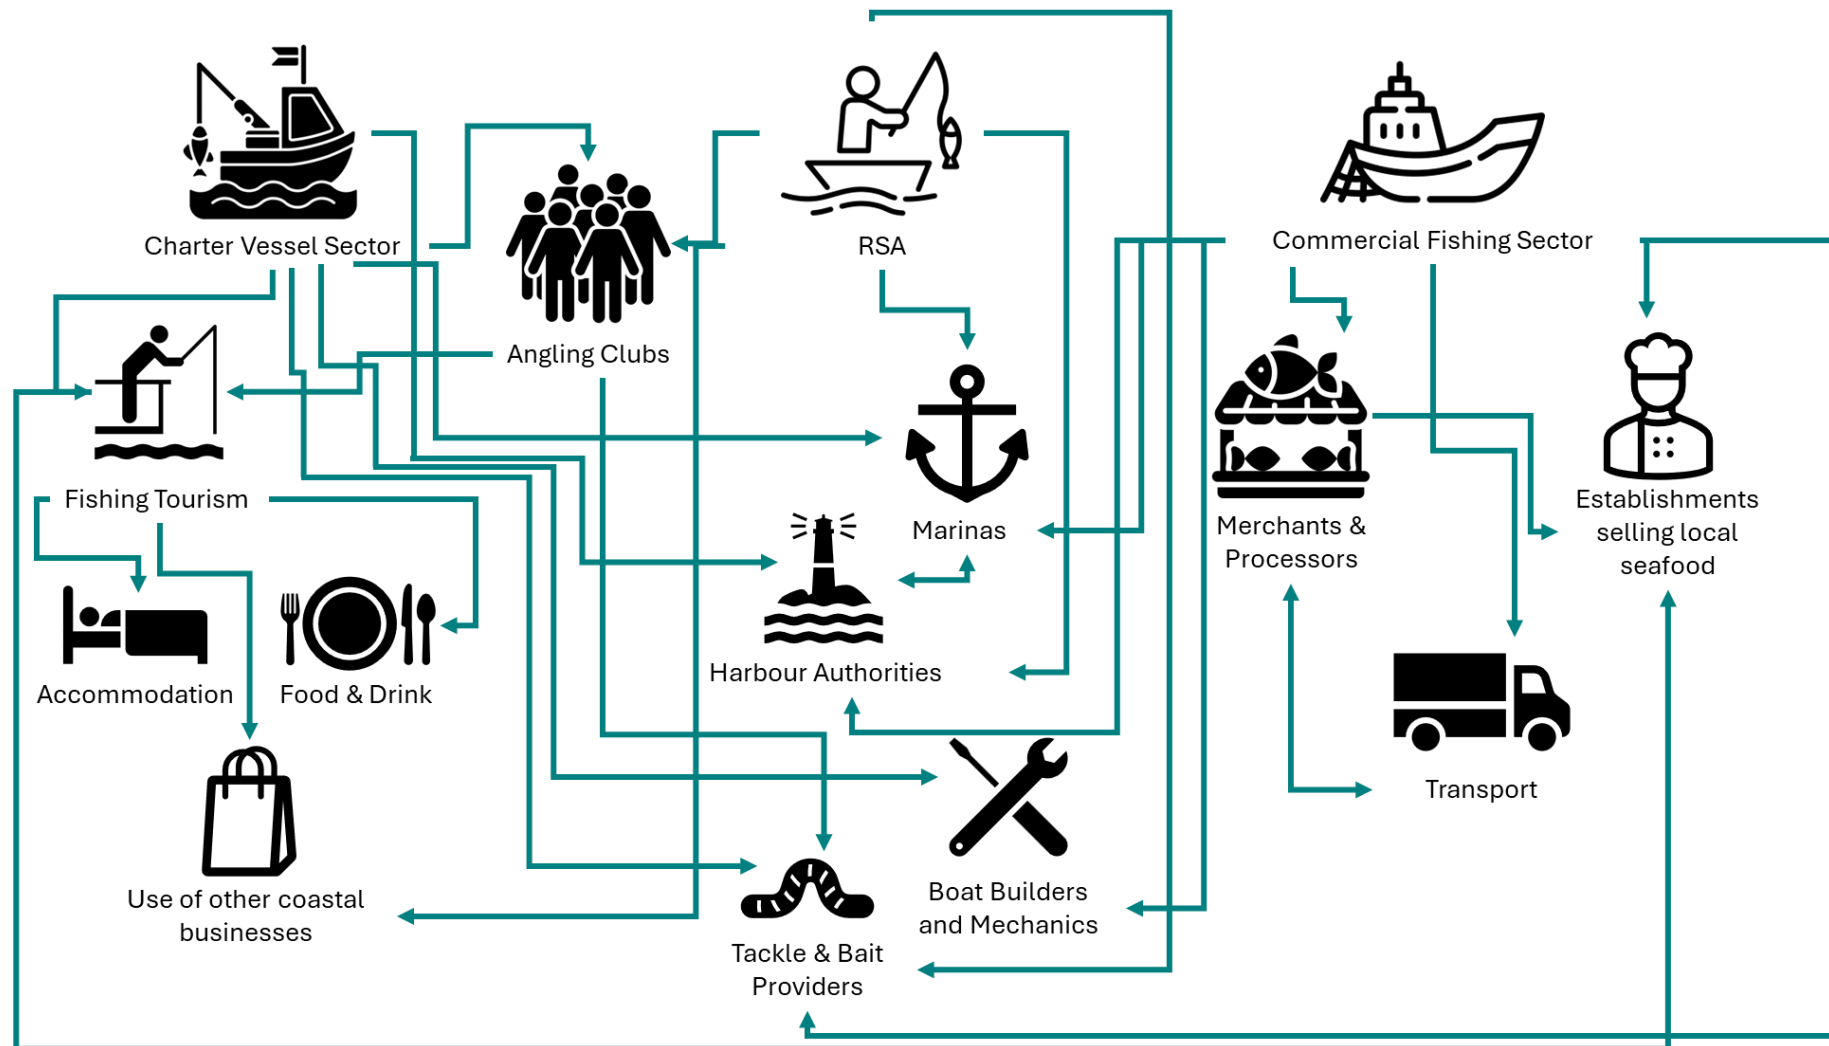 Charter Vessel Sector
RSA
Commercial Fishing Sector
Angling Clubs
Fishing Tourism
Marinas
Merchants &
Processors
Establishments
selling local
seafood
Harbour Authorities
Accommodation
Food & Drink
Transport
Use of other coastal
businesses
Boat Builders
and Mechanics
Tackle & Bait
Providers